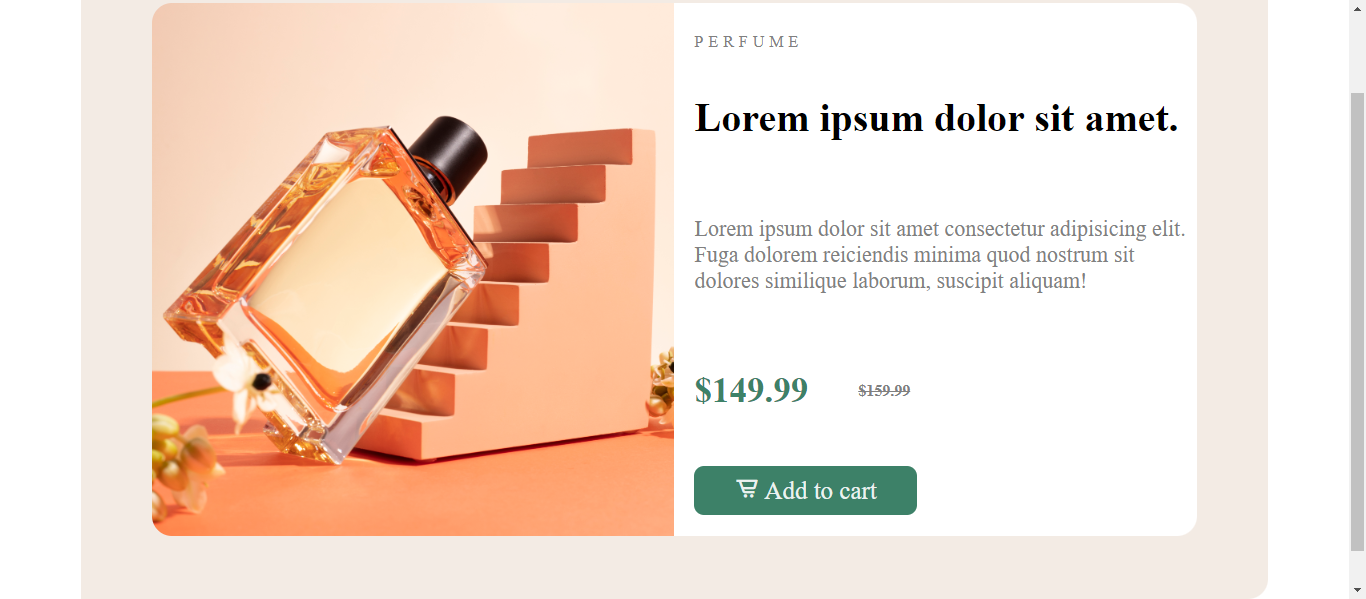 PERFUME
Lorem ipsum dolor sit amet.
Lorem ipsum dolor sit amet consectetur adipisicing elit.
Fuga dolorem reiciendis minima quod nostrum sit
dolores similique laborum, suscipit aliquam!
$149.99 $159.99
Add to cart